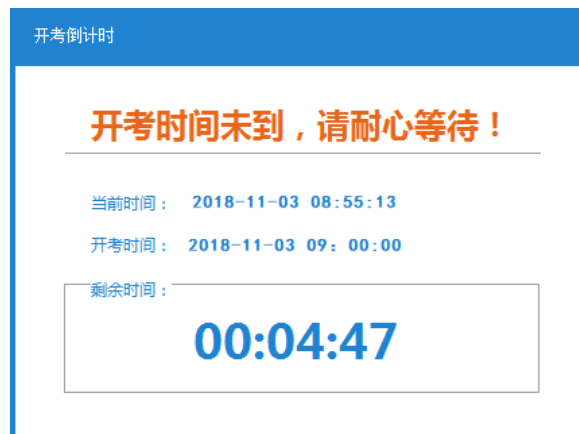 开考倒计时
开考时间未到，请耐心等待！
当前时间： 2018-11-03 08:55:13
开考时间： 2018-11-03 09：00:00
剩余时间：
00:04:47